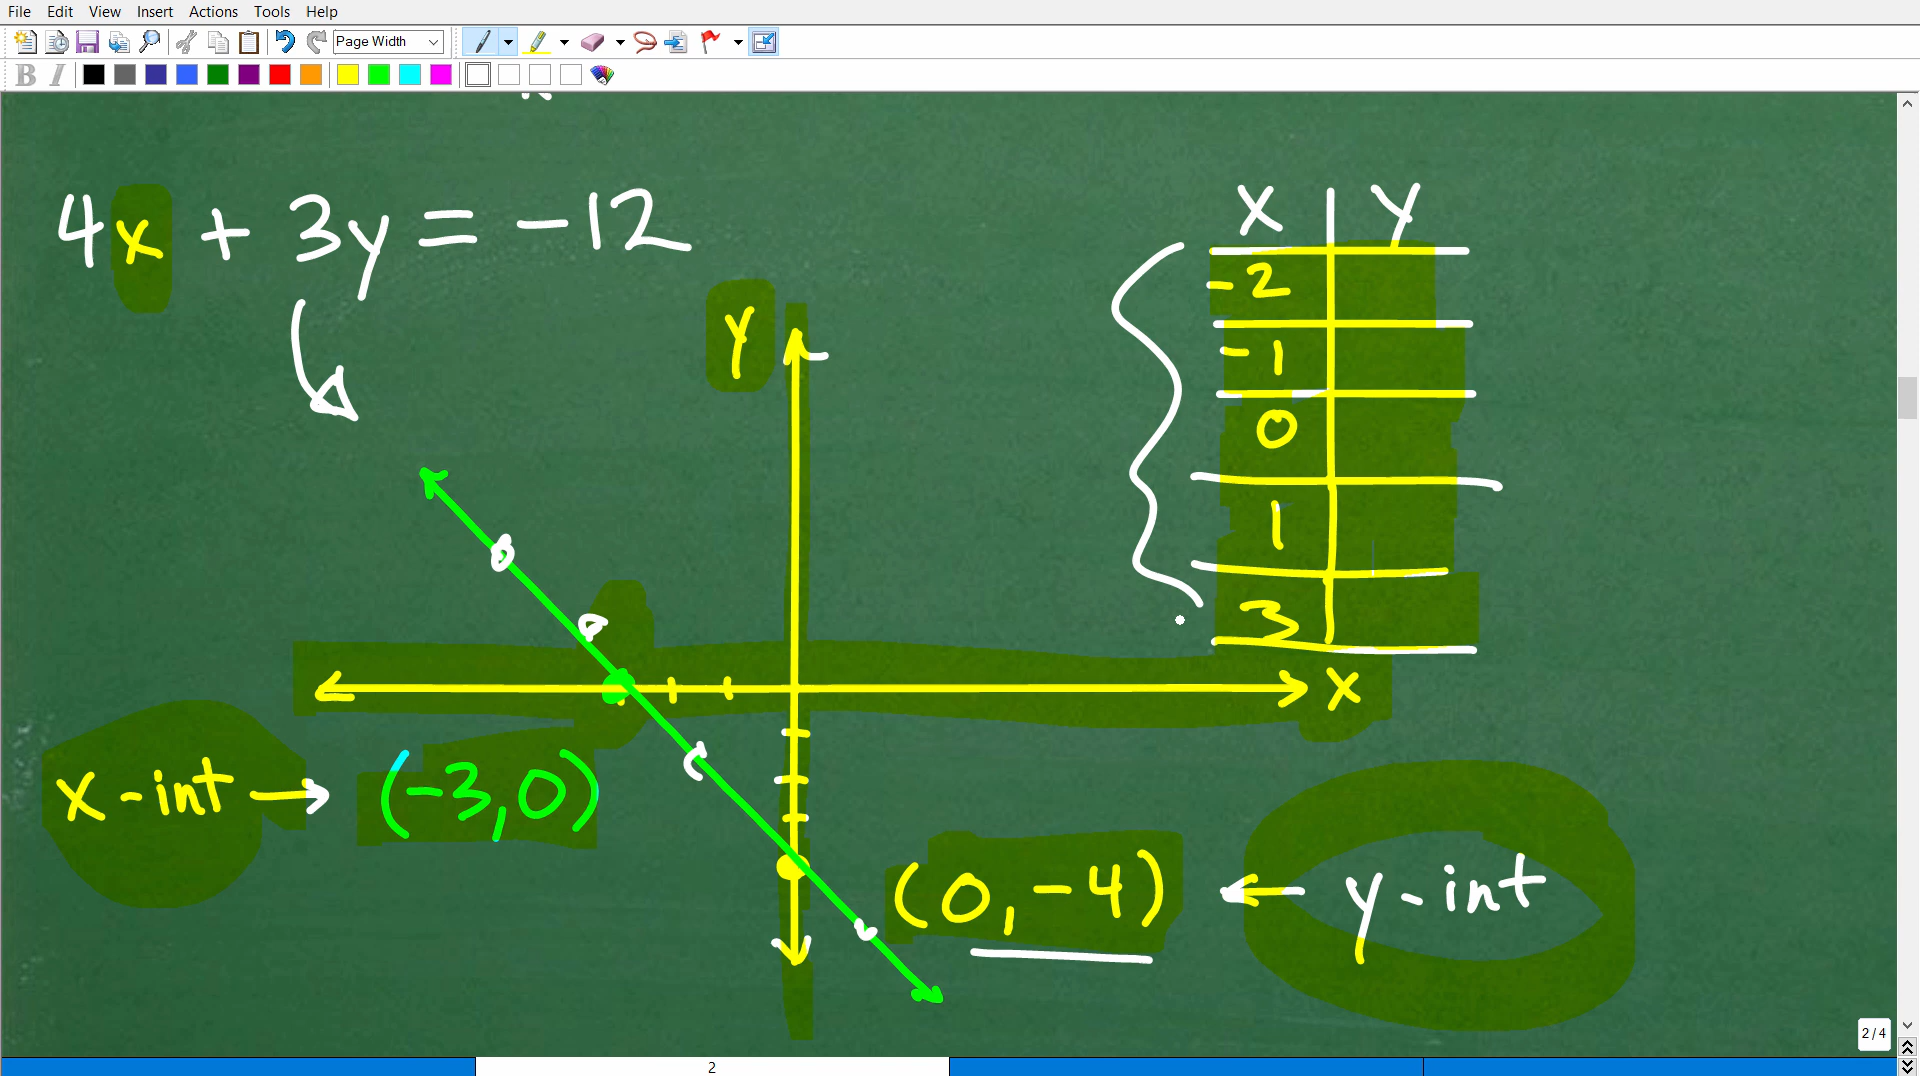 File Edit View Insert Actions Tools Help
Page Width
B I
4x + 3y = -12
X Y
-2
-1
0
1
3
Y
X
x-int → (-3,0)
(0,-4) ← y-int
2/4
2